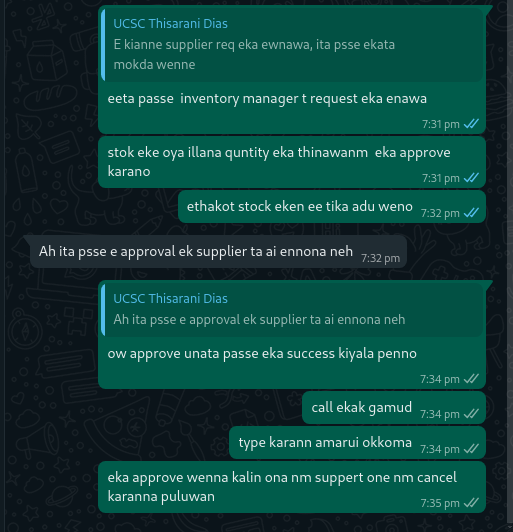 UCSC Thisarani Dias
E kianne supplier req eka ewnawa, ita psse ekata
mokda wenne
eeta passe inventory manager t request eka enawa
7:31 pm
stok eke oya illana quntity eka thinawanm eka approve
karano
7:31 pm
ethakot stock eken ee tika adu weno
7:32 pm
Ah ita psse e approval ek supplier ta ai ennona neh
7:32 pm
UCSC Thisarani Dias
Ah ita psse e approval ek supplier ta ai ennona neh
ow approve unata passe eka success kiyala penno
7:34 pm
call ekak gamud
7:34 pm
type karann amarui okkoma
7:34 pm
eka approve wenna kalin ona nm suppert one nm cancel
karanna puluwan
7:35 pm